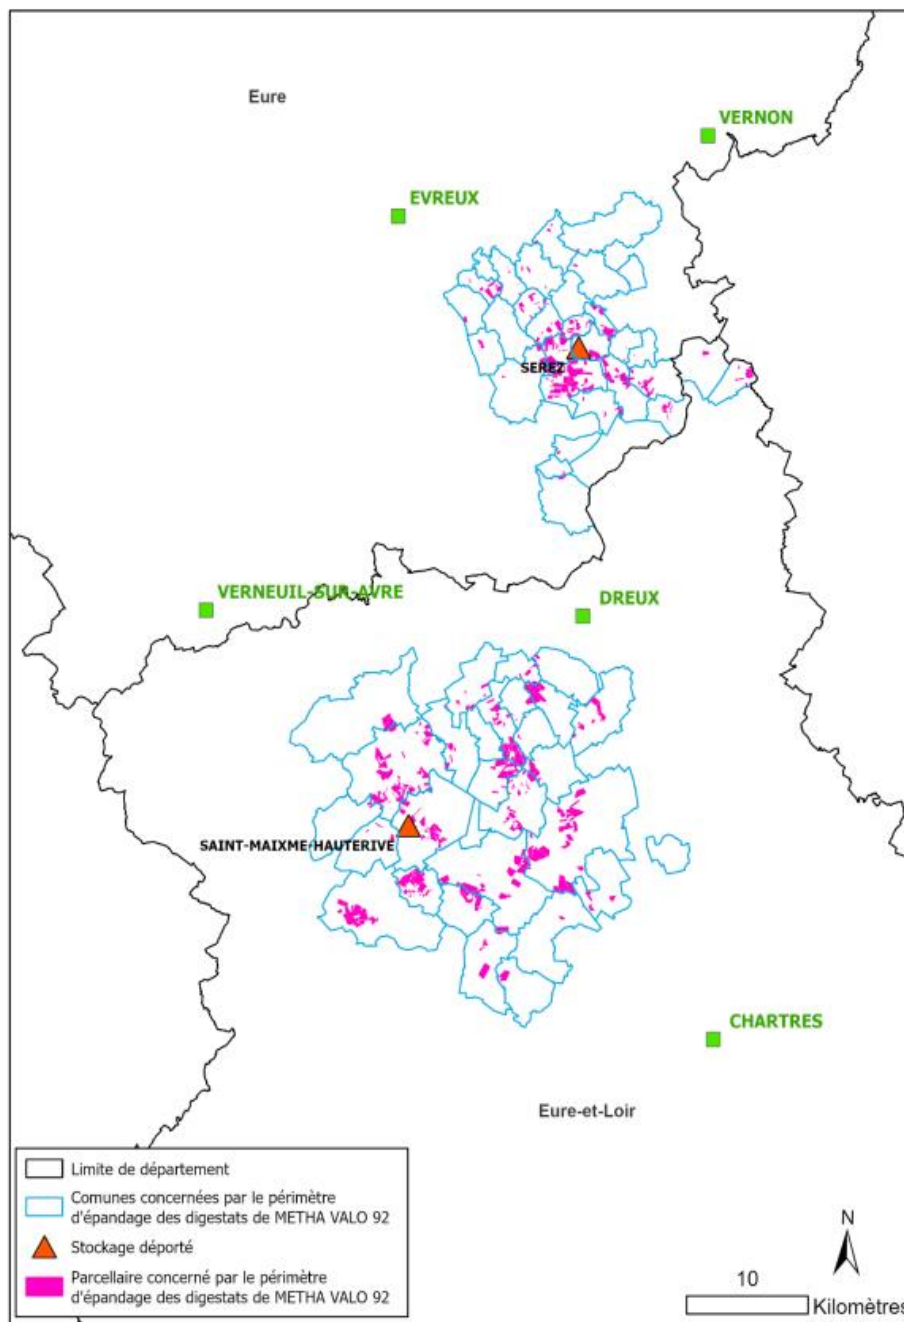 Eure
VERNON
EVREUX
SEREZ
VERNEUIL-SUR-AVRE
DREUX
SAINT-MAIXME-HAUTERIVE
CHARTRES
Eure-et-Loir
Limite de département
Comunes concernées par le périmètre
d'épandage des digestats de METHA VALO 92
Stockage déporté
Parcellaire concerné par le périmètre
d'épandage des digestats de METHA VALO 92
N
10
Kilomètres